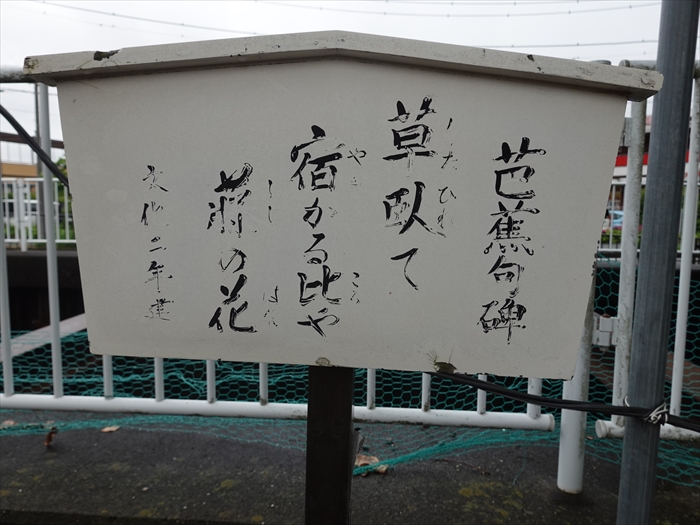 芭蕉句碑
草臥て
宿かる比や
藤の花
文化二年建